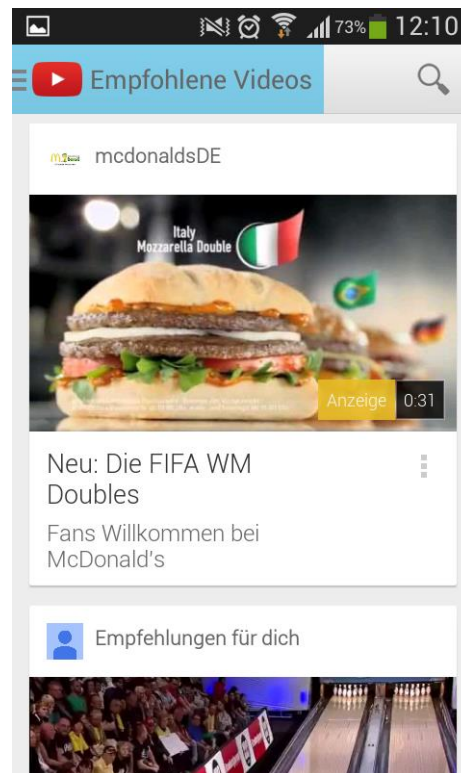 73% 12:10
Empfohlene Videos
mcdonaldsDE
Italy
Mozzarella Double
Anzeige 0:31
Neu: Die FIFA WM
Doubles
Fans Willkommen bei
McDonald's
Empfehlungen für dich